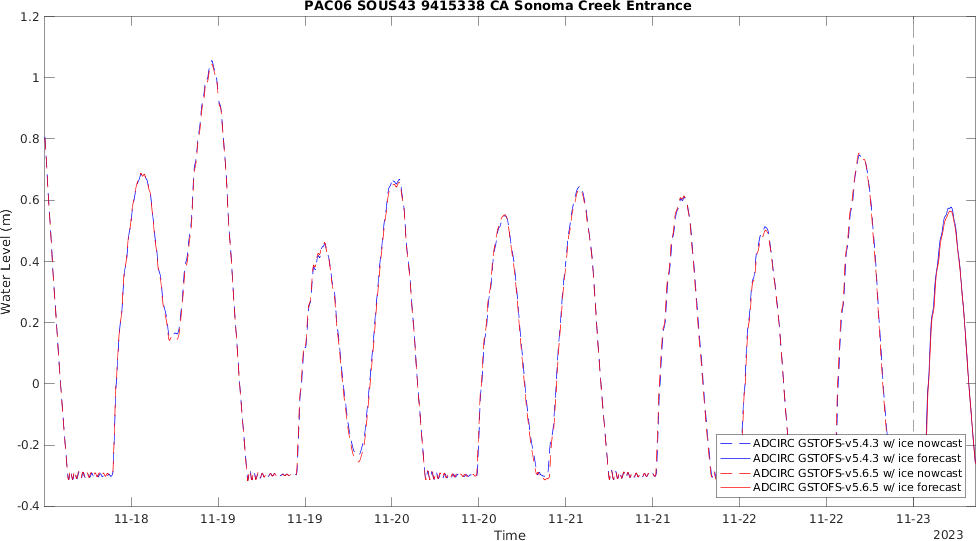 PAC06 SOUS43 9415338 CA Sonoma Creek Entrance
1.2
1
0.8
0.6
0.4
0.2
0
-0.2
-0.4
Water Level (m)
ADCIRC GSTOFS-v5.4.3 w/ ice nowcast
ADCIRC GSTOFS-v5.4.3 w/ ice forecast
ADCIRC GSTOFS-v5.6.5 w/ ice nowcast
ADCIRC GSTOFS-v5.6.5 w/ ice forecast
11-18 11-19 11-19 11-20 11-20 11-21 11-21 11-22 11-22 11-23
Time
2023